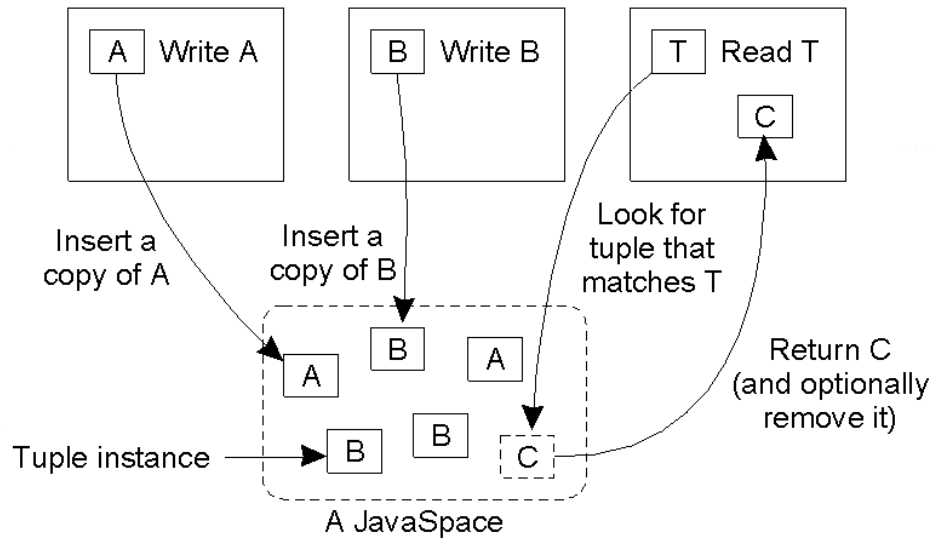 A Write A
B Write B
T Read T
C
Insert a
copy of A
Insert a
copy of B
Look for
tuple that
matches T
Return C
(and optionally
remove it)
A
B
A
B
B
C
Tuple instance
A JavaSpace